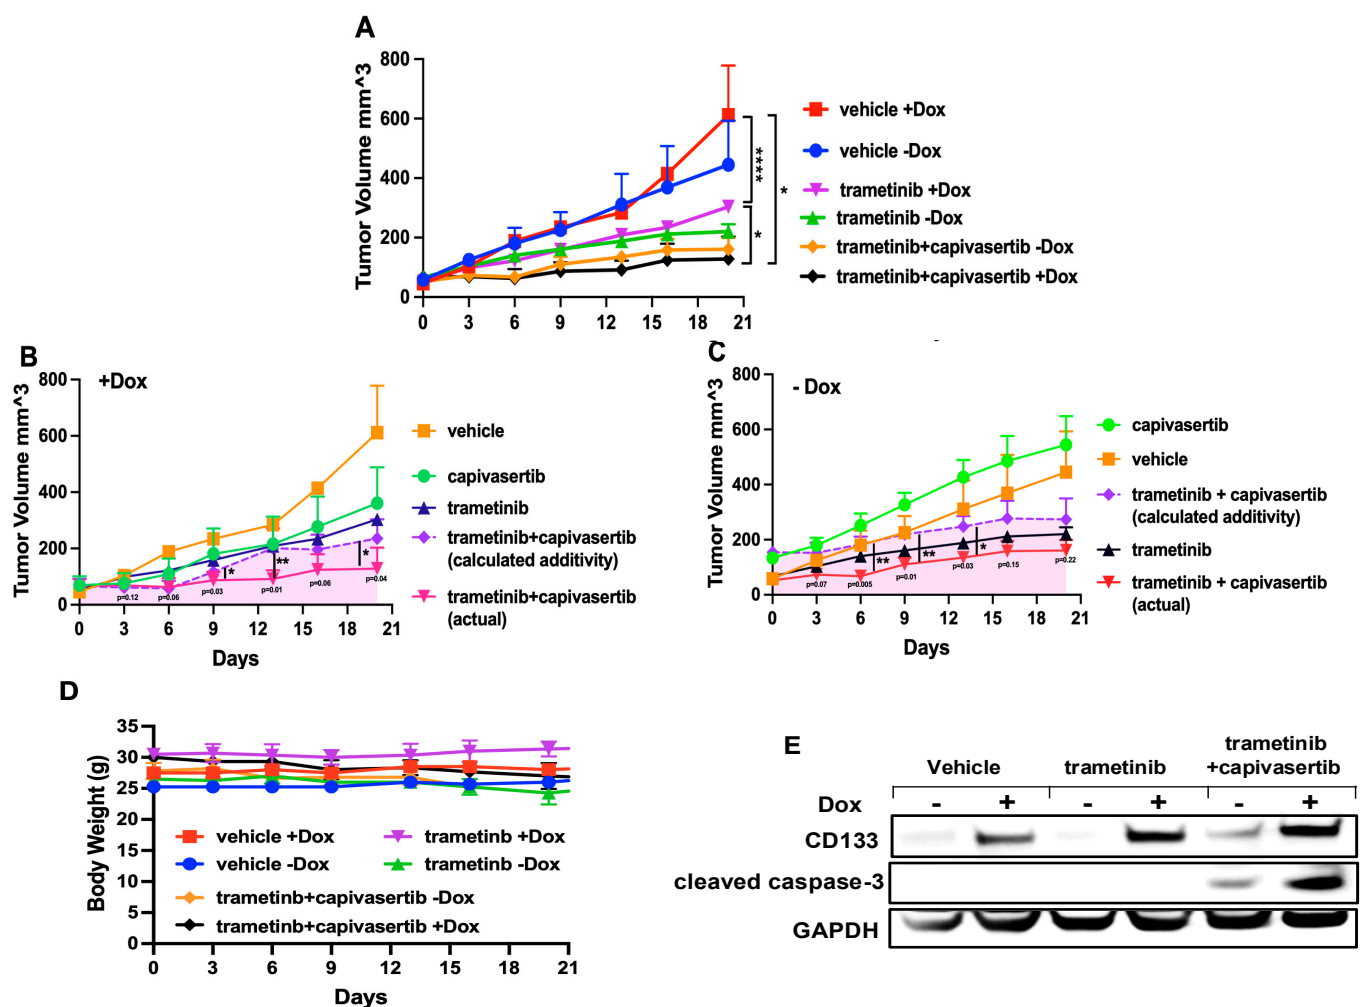 A
Tumor Volume mm^3
800
600
400
200
0
0 3 6 9 12 15 18 21
****
*
*
vehicle +Dox
vehicle -Dox
trametinib +Dox
trametinib -Dox
trametinib+capivasertib -Dox
trametinib+capivasertib +Dox
B
+Dox
Tumor Volume mm^3
800
600
400
200
0
p=0.12 p=0.06 p=0.03 p=0.01 p=0.06 p=0.04
* ** *
0 3 6 9 12 15 18 21
Days
vehicle
capivasertib
trametinib
trametinib+capivasertib
(calculated additivity)
trametinib+capivasertib
(actual)
C
- Dox
Tumor Volume mm^3
800
600
400
200
0
** ** *
p=0.07 p=0.005 p=0.01 p=0.03 p=0.15 p=0.22
0 3 6 9 12 15 18 21
Days
capivasertib
vehicle
trametinib + capivasertib
(calculated additivity)
trametinib
trametinib + capivasertib
(actual)
D
Body Weight (g)
35
30
25
20
15
10
5
0
vehicle +Dox
trametinb +Dox
vehicle -Dox
trametinb -Dox
trametinb+capivasertib -Dox
trametinb+capivasertib +Dox
0 3 6 9 12 15 18 21
Days
E
Vehicle
trametinib
trametinib
+capivasertib
Dox - + - + - +
CD133
cleaved caspase-3
GAPDH